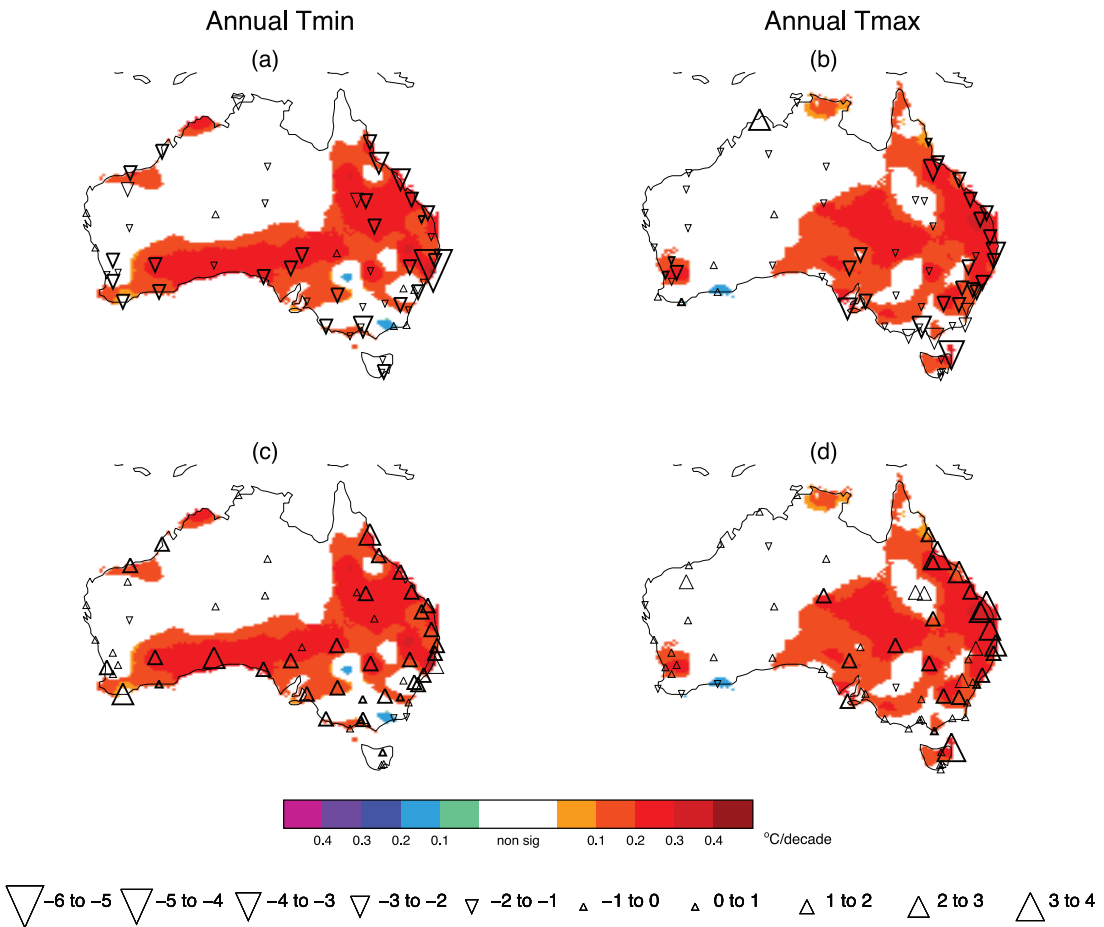 Annual Tmin Annual Tmax
(a) (b)
(c) (d)
0.4 0.3 0.2 0.1 non sig 0.1 0.2 0.3 0.4 °C/decade
−6 to −5 −5 to −4 −4 to −3 −3 to −2 −2 to −1 −1 to 0 0 to 1 1 to 2 2 to 3 3 to 4